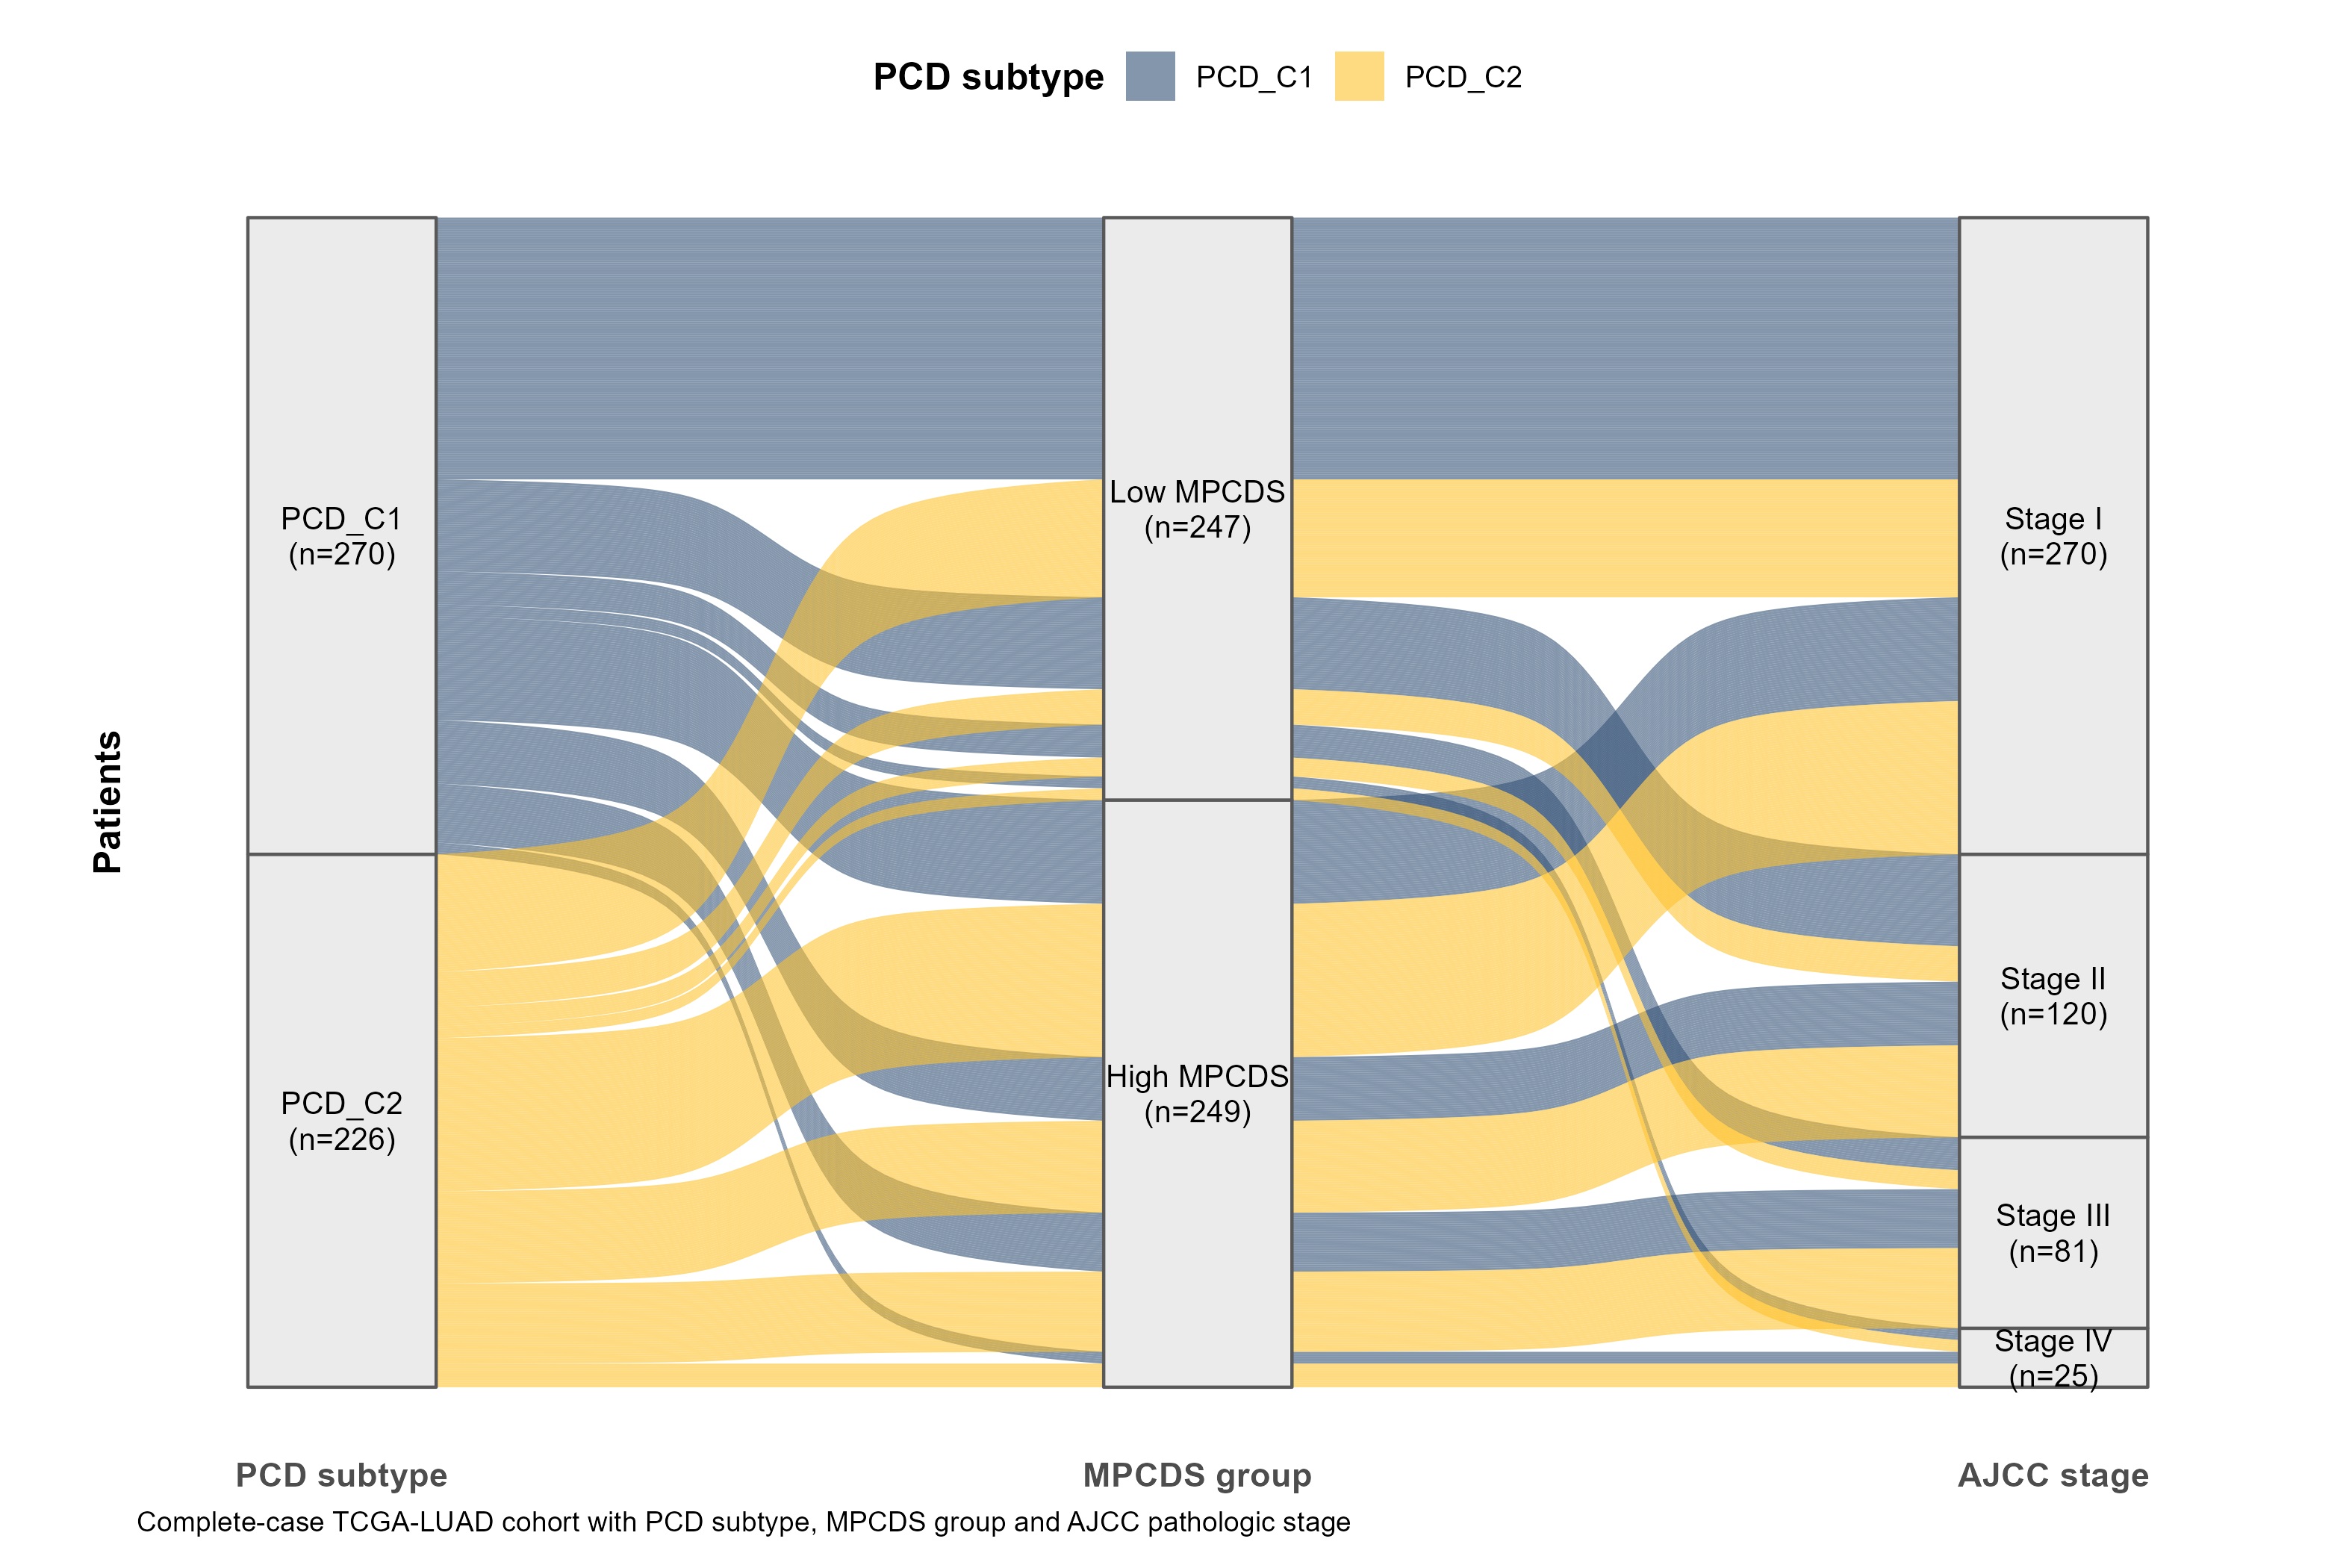 PCD subtype PCD_C1 PCD_C2
Patients
PCD_C1
(n=270)
PCD_C2
(n=226)
Low MPCDS
(n=247)
High MPCDS
(n=249)
Stage I
(n=270)
Stage II
(n=120)
Stage III
(n=81)
Stage IV
(n=25)
PCD subtype MPCDS group AJCC stage
Complete-case TCGA-LUAD cohort with PCD subtype, MPCDS group and AJCC pathologic stage